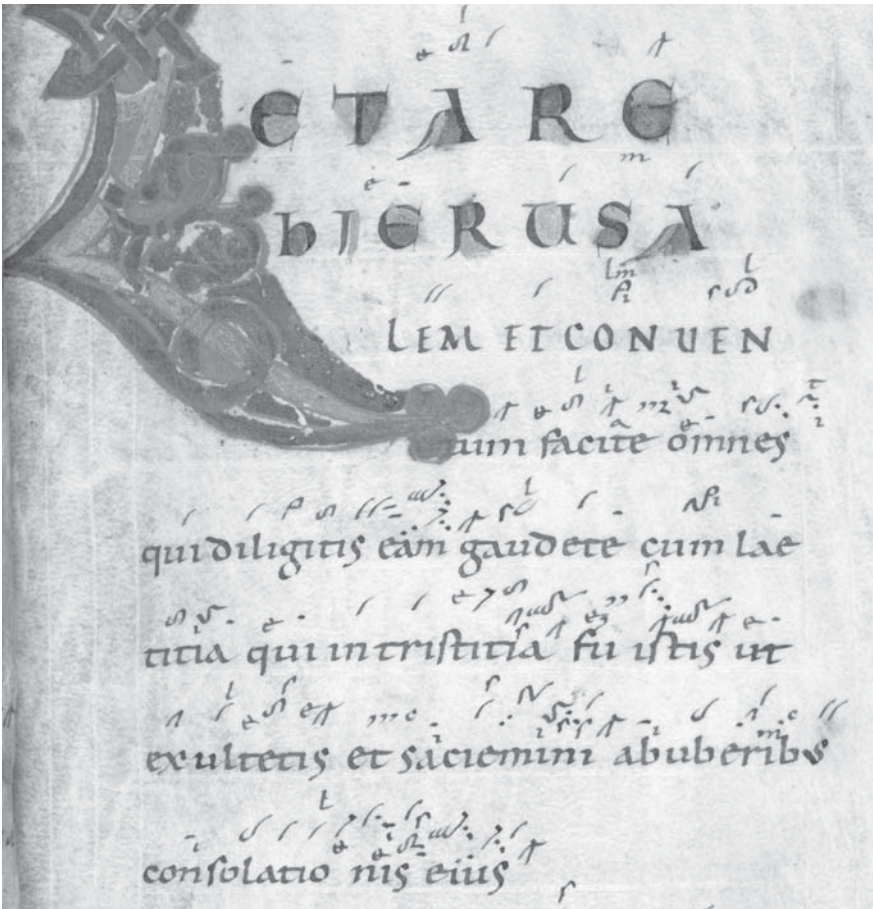 LETARE
hIERUSA
LEM ET CONUEN
tum facite omnes
qui diligitis eam gaudete cum lae
titia qui in tristitia fuistis ut
exultetis et saciemini ab uberibus
consolationis eius